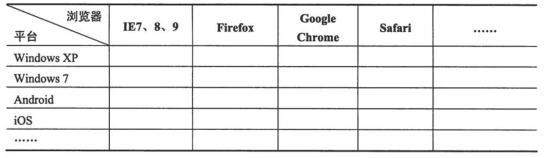 浏览器
平台
IE7、8、9
Firefox
Google
Chrome
Safari
……
Windows XP
Windows 7
Android
iOS
……